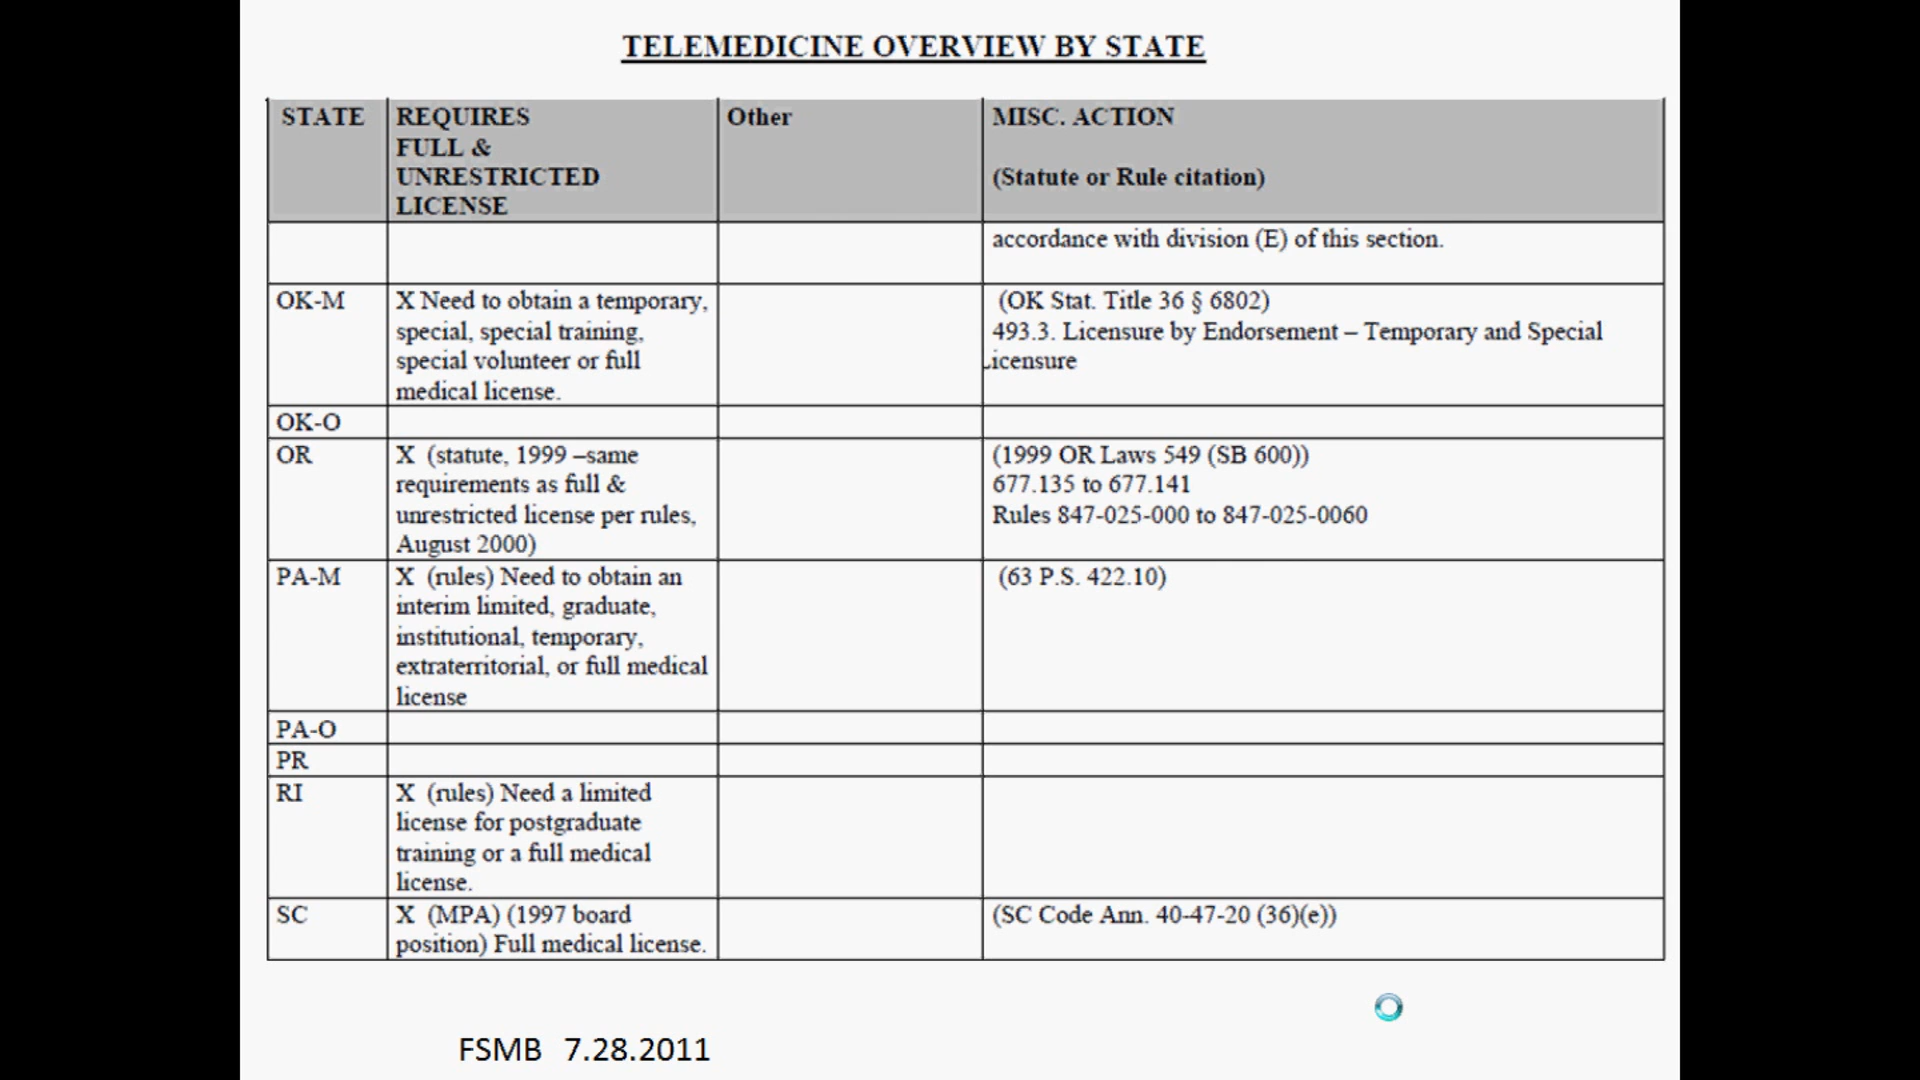 TELEMEDICINE OVERVIEW BY STATE
STATE
REQUIRES
FULL &
UNRESTRICTED
LICENSE
Other
MISC. ACTION
(Statute or Rule citation)
accordance with division (E) of this section.
OK-M
X Need to obtain a temporary,
special, special training,
special volunteer or full
medical license.
(OK Stat. Title 36 § 6802)
493.3. Licensure by Endorsement – Temporary and Special
Licensure
OK-O
OR
X (statute, 1999 –same
requirements as full &
unrestricted license per rules,
August 2000)
(1999 OR Laws 549 (SB 600))
677.135 to 677.141
Rules 847-025-000 to 847-025-0060
PA-M
X (rules) Need to obtain an
interim limited, graduate,
institutional, temporary,
extraterritorial, or full medical
license
(63 P.S. 422.10)
PA-O
PR
RI
X (rules) Need a limited
license for postgraduate
training or a full medical
license.
SC
X (MPA) (1997 board
position) Full medical license.
(SC Code Ann. 40-47-20 (36)(e))
FSMB 7.28.2011